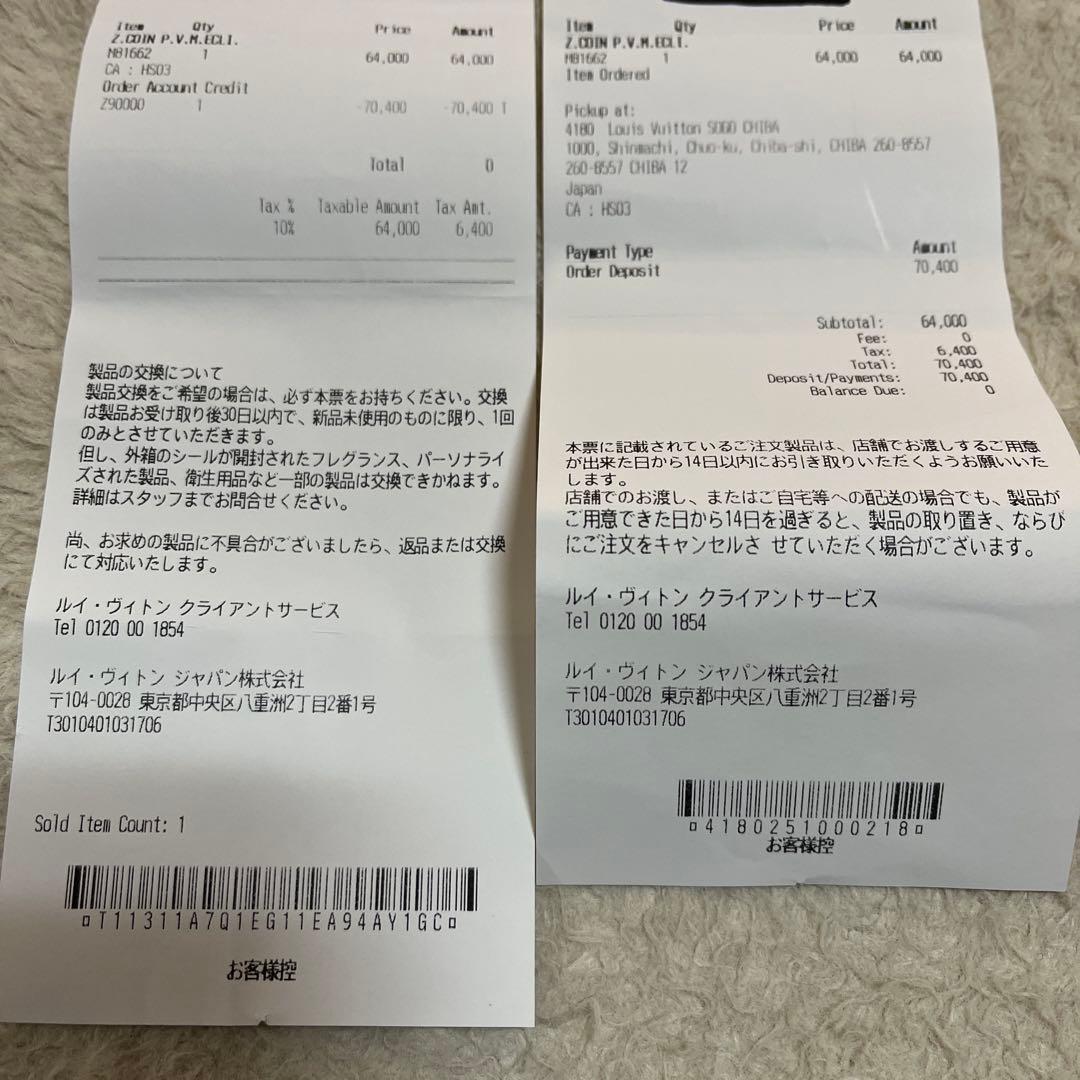 Item Qty Price Amount
Z.COIN P.V.M.ECLI.
M81662 1 64,000 64,000
CA : HS03
Order Account Credit
Z90000 1 -70,400 -70,400 1
Total 0
Tax % Taxable Amount Tax Amt.
10% 64,000 6,400
製品の交換について
製品交換をご希望の場合は、必ず本票をお持ちください。交換
は製品お受け取り後30日以内で、新品未使用のものに限り、1回
のみとさせていただきます。
但し、外箱のシールが開封されたフレグランス、パーソナライ
ズされた製品、衛生用品など一部の製品は交換できかねます。
詳細はスタッフまでお問合せください。
尚、お求めの製品に不具合がございましたら、返品または交換
にて対応いたします。
ルイ・ヴィトン クライアントサービス
Tel 0120 00 1854
ルイ・ヴィトン ジャパン株式会社
〒104-0028 東京都中央区八重洲2丁目2番1号
T3010401031706
Sold Item Count: 1
¤T11311A7Q1EG11EA94AY1GC¤
お客様控
Item Qty Price Amount
Z.COIN P.V.M.ECLI.
M81662 1 64,000 64,000
Item Ordered
Pickup at:
4180 Louis Vuitton SOGO CHIBA
1000, Shinmachi, Chuo-ku, Chiba-shi, CHIBA 260-8557
260-8557 CHIBA 12
Japan
CA : HS03
Payment Type Amount
Order Deposit 70,400
Subtotal: 64,000
Fee: 0
Tax: 6,400
Total: 70,400
Deposit/Payments: 70,400
Balance Due: 0
本票に記載されているご注文製品は、店舗でお渡しするご用意
が出来た日から14日以内にお引き取りいただくようお願いいた
します。
店舗でのお渡し、またはご自宅等への配送の場合でも、製品が
ご用意できた日から14日を過ぎると、製品の取り置き、ならび
にご注文をキャンセルさ せていただく場合がございます。
ルイ・ヴィトン クライアントサービス
Tel 0120 00 1854
ルイ・ヴィトン ジャパン株式会社
〒104-0028 東京都中央区八重洲2丁目2番1号
T3010401031706
¤4180251000218¤
お客様控